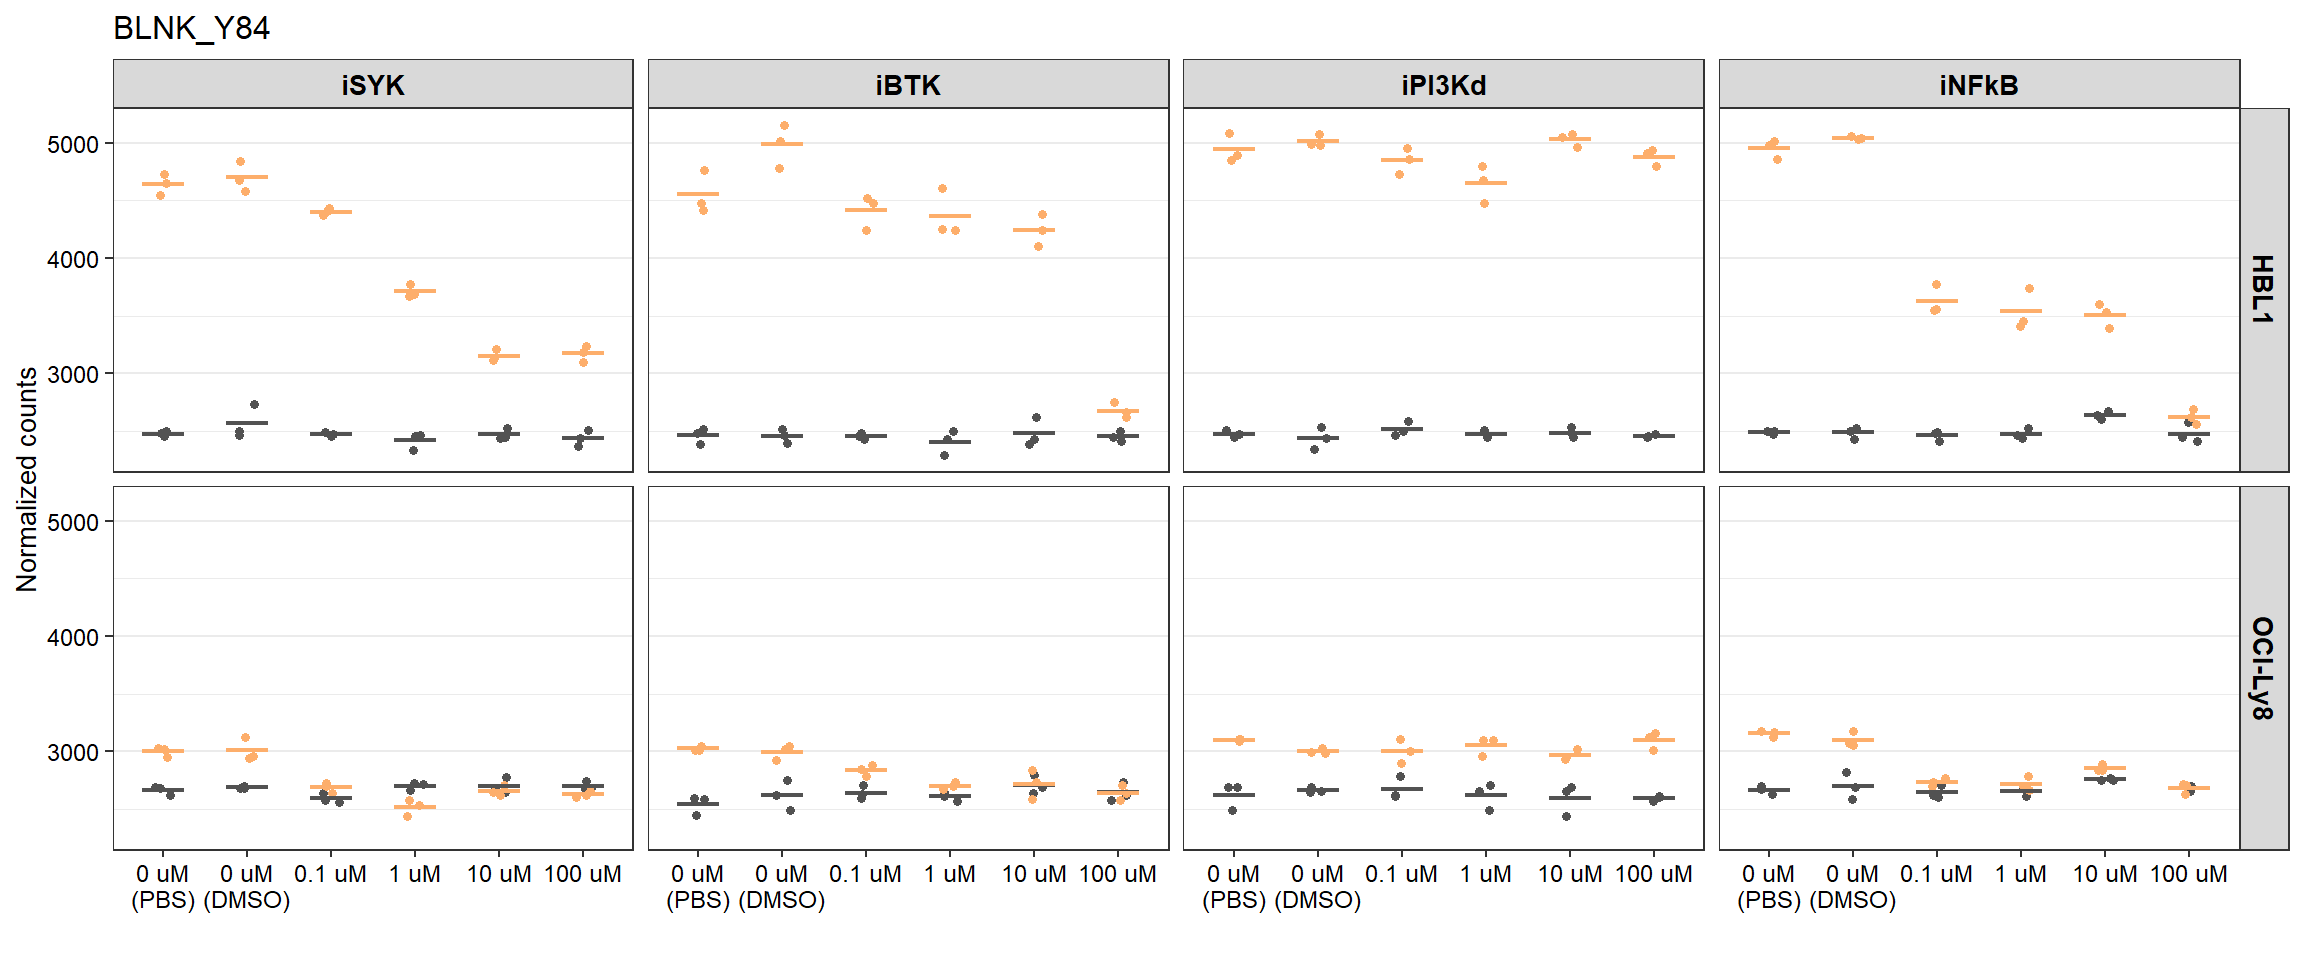 BLNK_Y84
iSYK
iBTK
iPI3Kd
iNFkB
Normalized counts
5000
4000
3000
HBL1
5000
4000
3000
OCI-Ly8
0 uM 0 uM 0.1 uM 1 uM 10 uM 100 uM
(PBS) (DMSO)
0 uM 0 uM 0.1 uM 1 uM 10 uM 100 uM
(PBS) (DMSO)
0 uM 0 uM 0.1 uM 1 uM 10 uM 100 uM
(PBS) (DMSO)
0 uM 0 uM 0.1 uM 1 uM 10 uM 100 uM
(PBS) (DMSO)